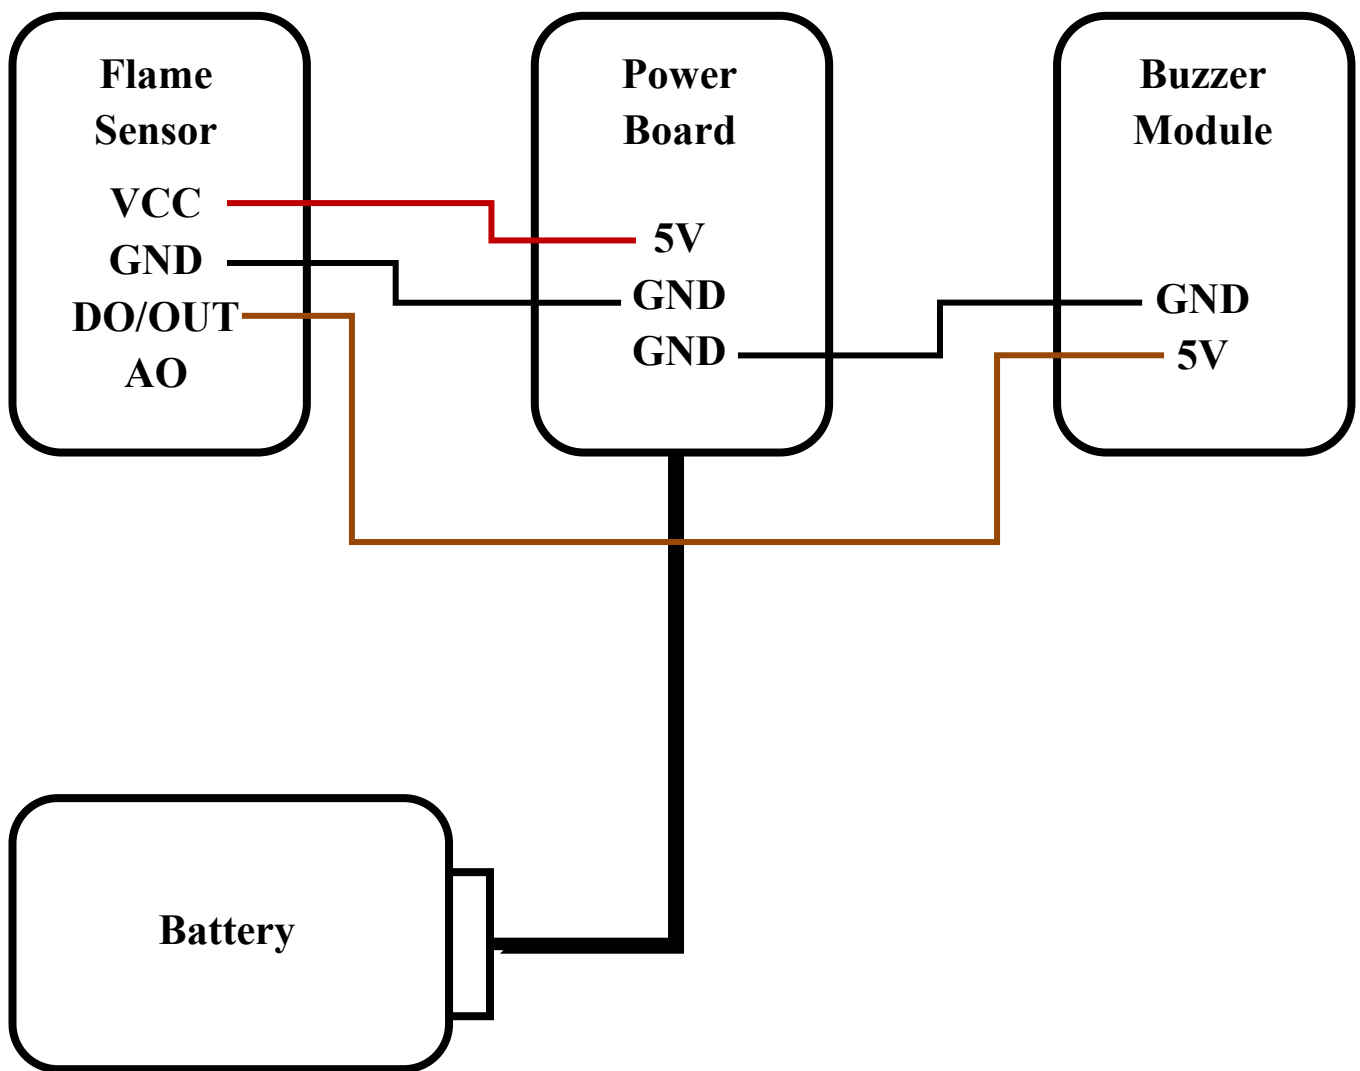 Flame
Sensor
VCC
GND
DO/OUT
AO
Power
Board
5V
GND
GND
Buzzer
Module
GND
5V
Battery